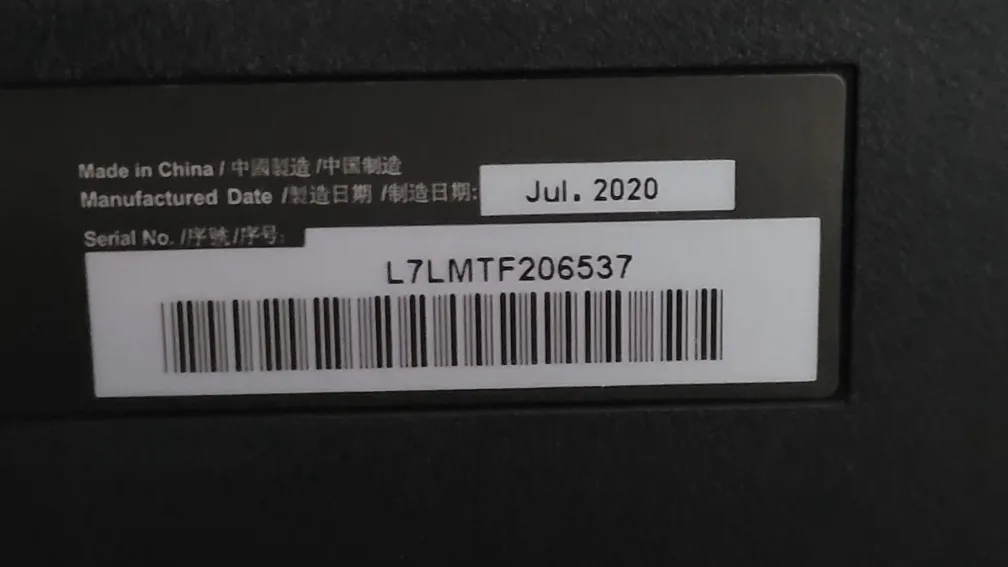 Made in China / 中國製造 /中国制造
Manufactured Date /製造日期 /制造日期: Jul. 2020
Serial No. /序號/序号:
L7LMTF206537